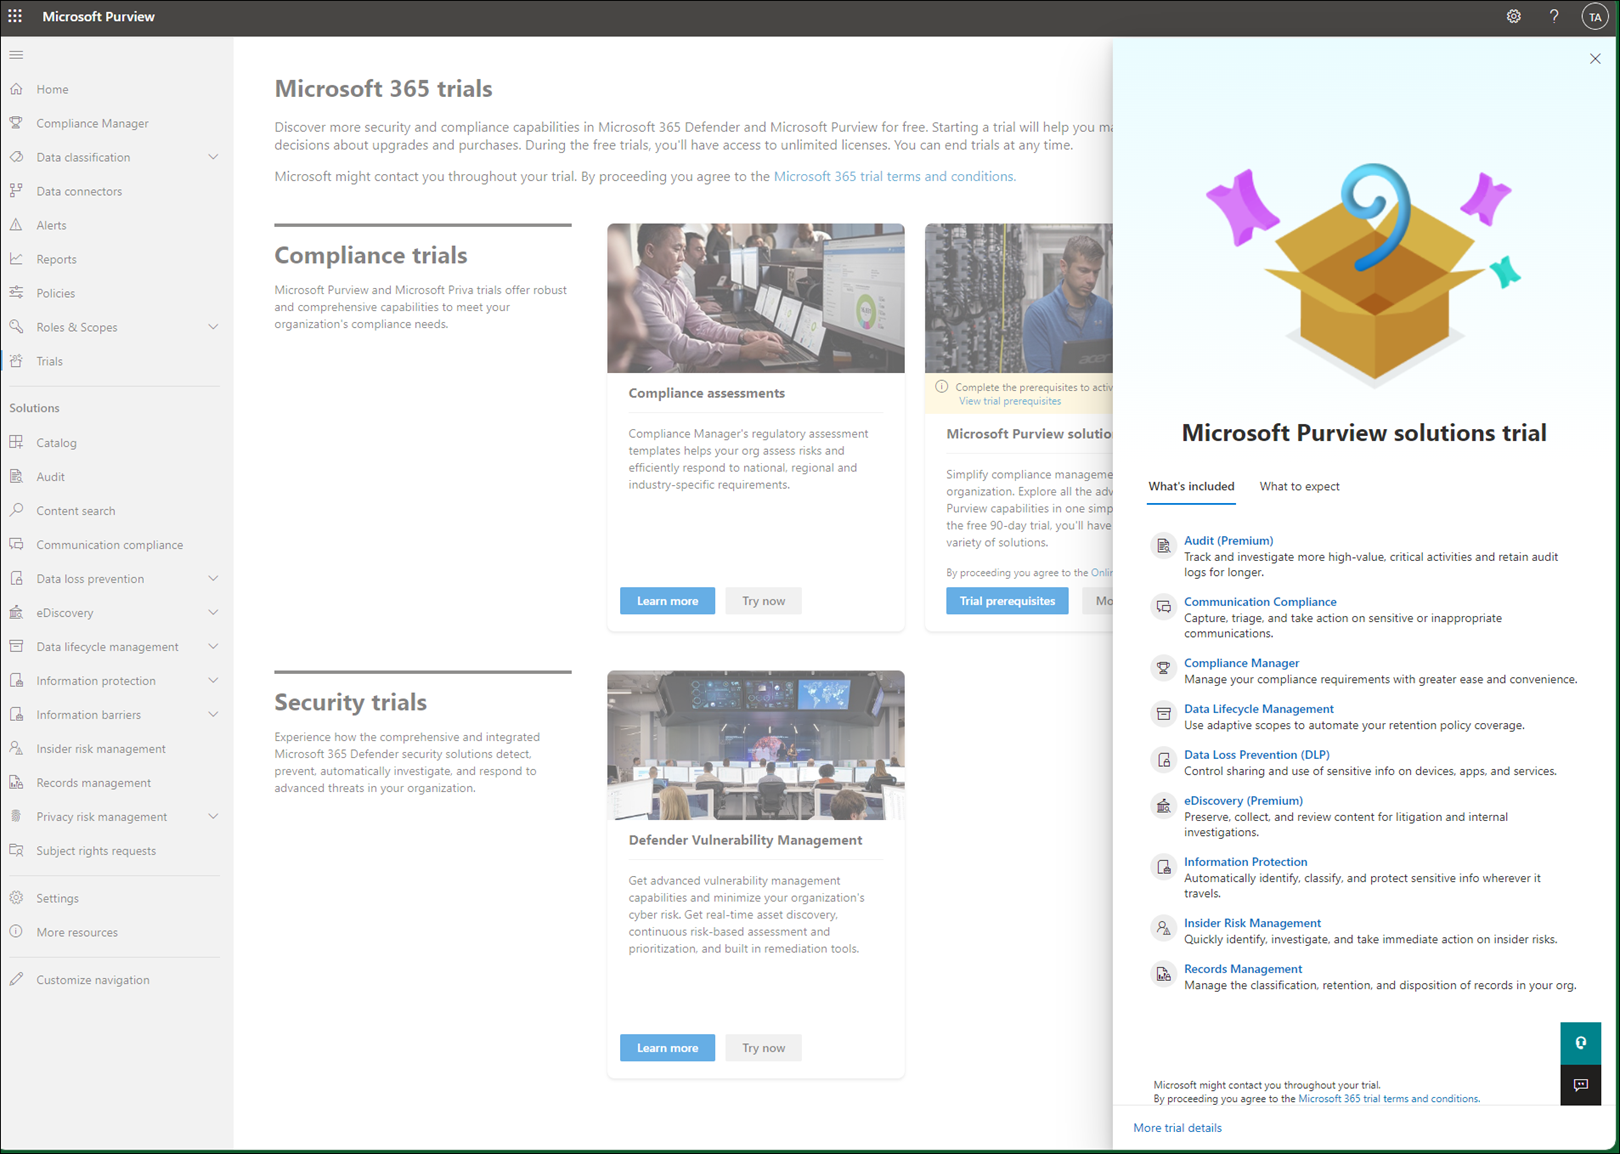 Microsoft Purview
?
TA
Home
Compliance Manager
Data classification
Data connectors
Alerts
Reports
Policies
Roles & Scopes
Trials
Solutions
Catalog
Audit
Content search
Communication compliance
Data loss prevention
eDiscovery
Data lifecycle management
Information protection
Information barriers
Insider risk management
Records management
Privacy risk management
Subject rights requests
Settings
More resources
Customize navigation
Microsoft 365 trials
Discover more security and compliance capabilities in Microsoft 365 Defender and Microsoft Purview for free. Starting a trial will help you ma
decisions about upgrades and purchases. During the free trials, you'll have access to unlimited licenses. You can end trials at any time.
Microsoft might contact you throughout your trial. By proceeding you agree to the Microsoft 365 trial terms and conditions.
Compliance trials
Microsoft Purview and Microsoft Priva trials offer robust
and comprehensive capabilities to meet your
organization's compliance needs.
Compliance assessments
Compliance Manager's regulatory assessment
templates helps your org assess risks and
efficiently respond to national, regional and
industry-specific requirements.
Learn more
Try now
acer
Complete the prerequisites to activ
View trial prerequisites
Microsoft Purview solution
Simplify compliance manageme
organization. Explore all the adv
Purview capabilities in one simp
the free 90-day trial, you'll have
variety of solutions.
By proceeding you agree to the Onlin
Trial prerequisites
Mo
Security trials
Experience how the comprehensive and integrated
Microsoft 365 Defender security solutions detect,
prevent, automatically investigate, and respond to
advanced threats in your organization.
Defender Vulnerability Management
Get advanced vulnerability management
capabilities and minimize your organization's
cyber risk. Get real-time asset discovery,
continuous risk-based assessment and
prioritization, and built in remediation tools.
Learn more
Try now
Microsoft Purview solutions trial
What's included
What to expect
Audit (Premium)
Track and investigate more high-value, critical activities and retain audit
logs for longer.
Communication Compliance
Capture, triage, and take action on sensitive or inappropriate
communications.
Compliance Manager
Manage your compliance requirements with greater ease and convenience.
Data Lifecycle Management
Use adaptive scopes to automate your retention policy coverage.
Data Loss Prevention (DLP)
Control sharing and use of sensitive info on devices, apps, and services.
eDiscovery (Premium)
Preserve, collect, and review content for litigation and internal
investigations.
Information Protection
Automatically identify, classify, and protect sensitive info wherever it
travels.
Insider Risk Management
Quickly identify, investigate, and take immediate action on insider risks.
Records Management
Manage the classification, retention, and disposition of records in your org.
Microsoft might contact you throughout your trial.
By proceeding you agree to the Microsoft 365 trial terms and conditions.
More trial details